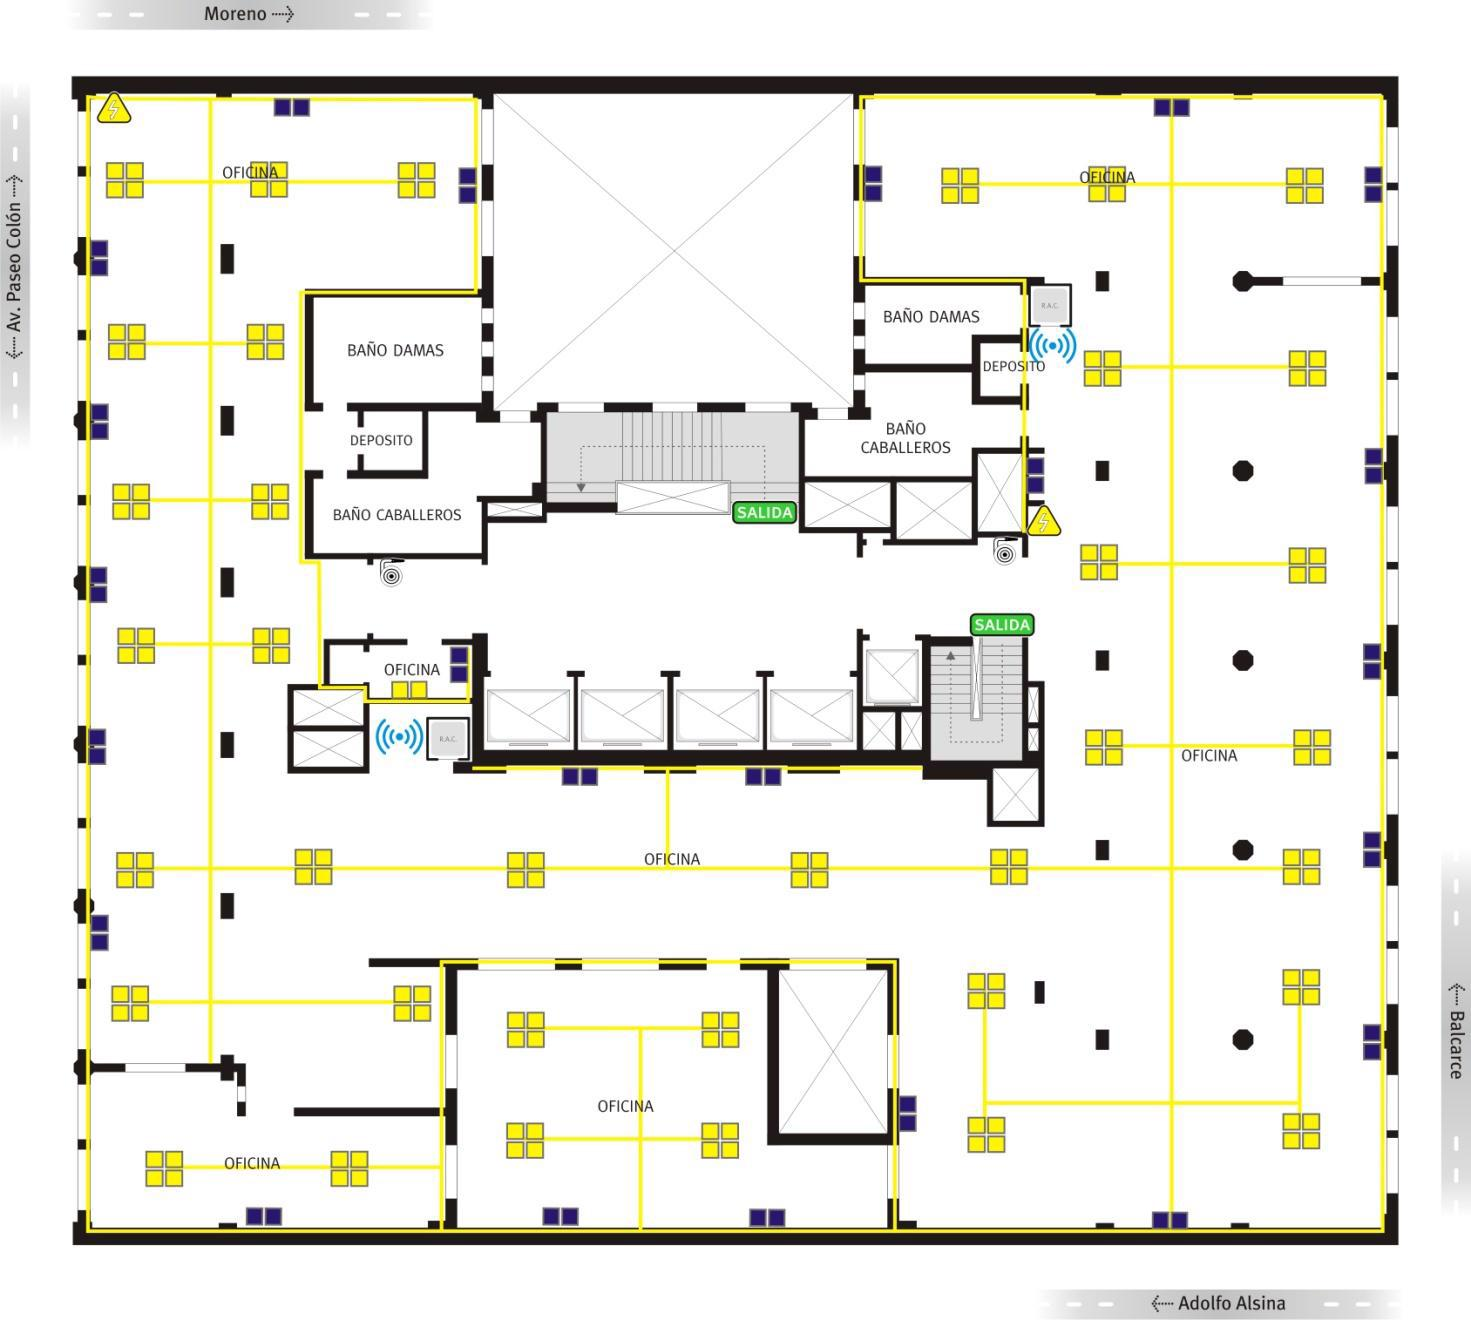 Moreno
Av. Paseo Colón
OFICINA
OFICINA
R.A.C.
BAÑO DAMAS
BAÑO DAMAS
DEPOSITO
DEPOSITO
BAÑO
CABALLEROS
BAÑO CABALLEROS
SALIDA
SALIDA
OFICINA
R.A.C.
OFICINA
OFICINA
OFICINA
OFICINA
Balcarce
Adolfo Alsina